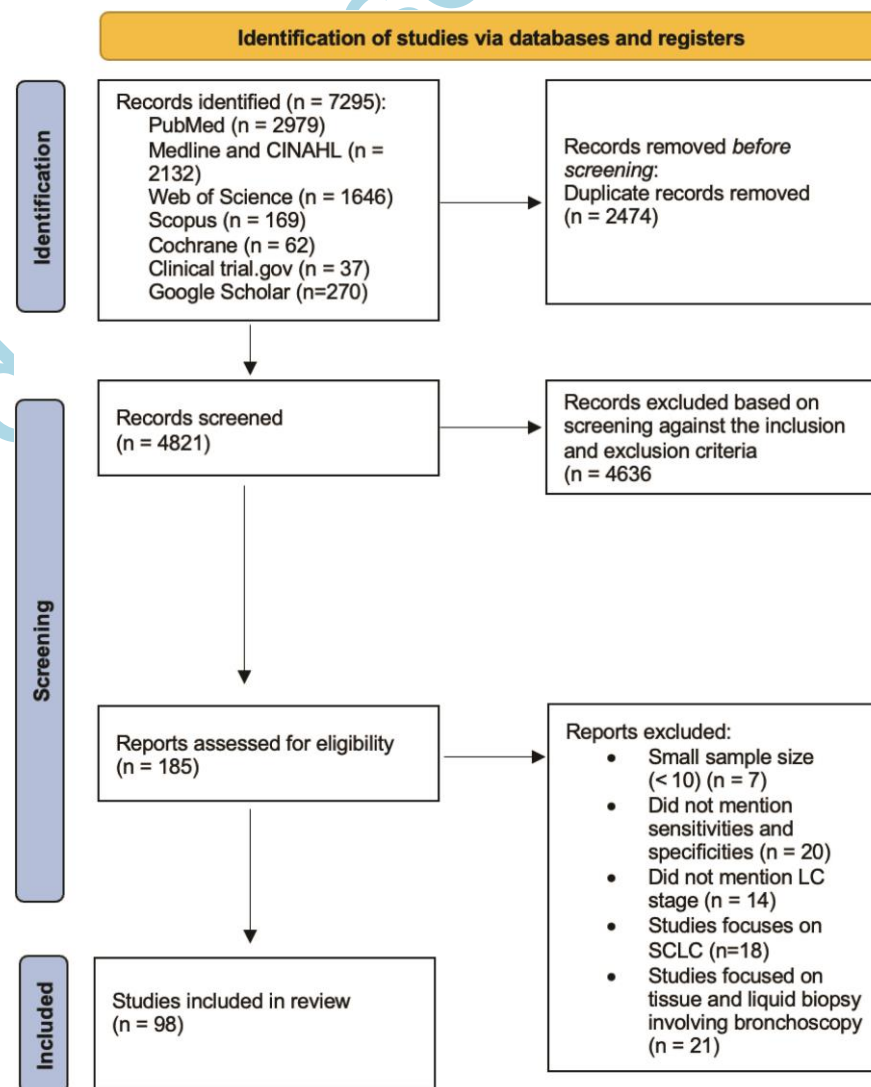 Identification of studies via databases and registers
Identification
Records identified (n = 7295):
PubMed (n = 2979)
Medline and CINAHL (n =
2132)
Web of Science (n = 1646)
Scopus (n = 169)
Cochrane (n = 62)
Clinical trial.gov (n = 37)
Google Scholar (n=270)
Records removed before
screening:
Duplicate records removed
(n = 2474)
Screening
Records screened
(n = 4821)
Records excluded based on
screening against the inclusion
and exclusion criteria
(n = 4636
Reports assessed for eligibility
(n = 185)
Reports excluded:
• Small sample size
(< 10) (n = 7)
• Did not mention
sensitivities and
specificities (n = 20)
• Did not mention LC
stage (n = 14)
• Studies focuses on
SCLC (n=18)
• Studies focused on
tissue and liquid biopsy
involving bronchoscopy
(n = 21)
Included
Studies included in review
(n = 98)